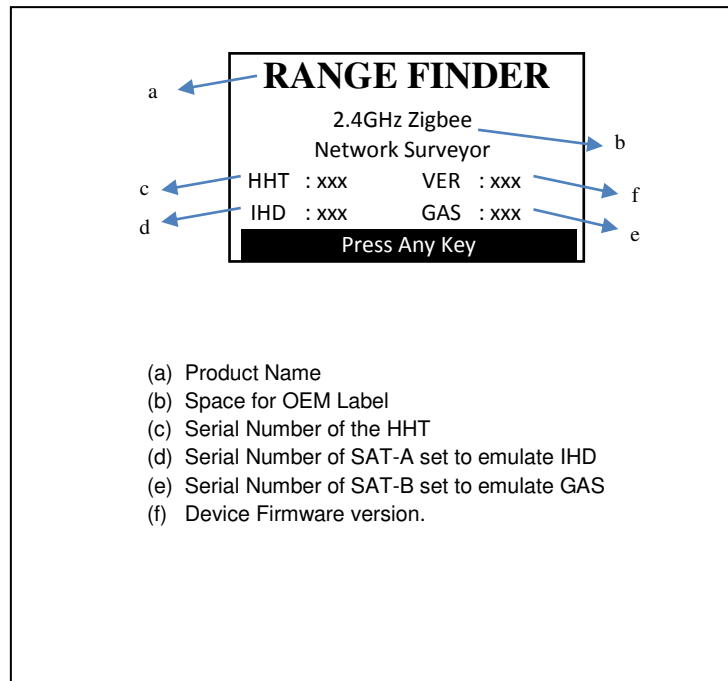 a
RANGE FINDER
2.4GHz Zigbee
b
Network Surveyor
c
HHT : xxx VER : xxx
f
d
IHD : xxx GAS : xxx
e
Press Any Key
(a) Product Name
(b) Space for OEM Label
(c) Serial Number of the HHT
(d) Serial Number of SAT-A set to emulate IHD
(e) Serial Number of SAT-B set to emulate GAS
(f) Device Firmware version.